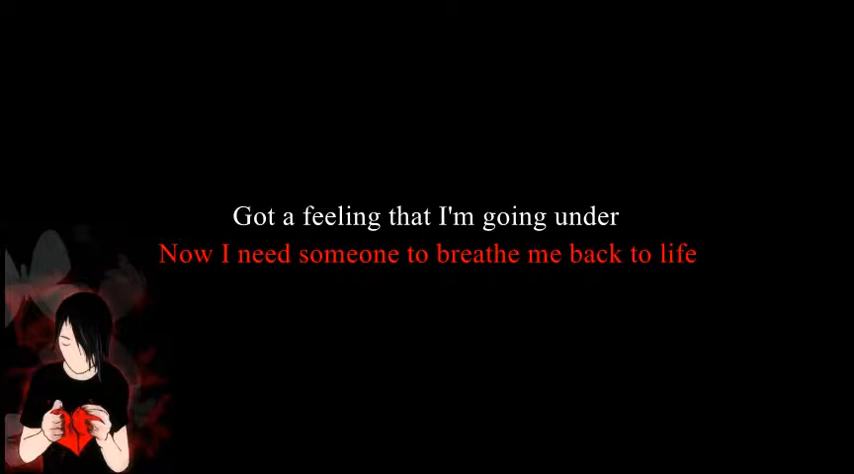 Got a feeling that I'm going under
Now I need someone to breathe me back to life